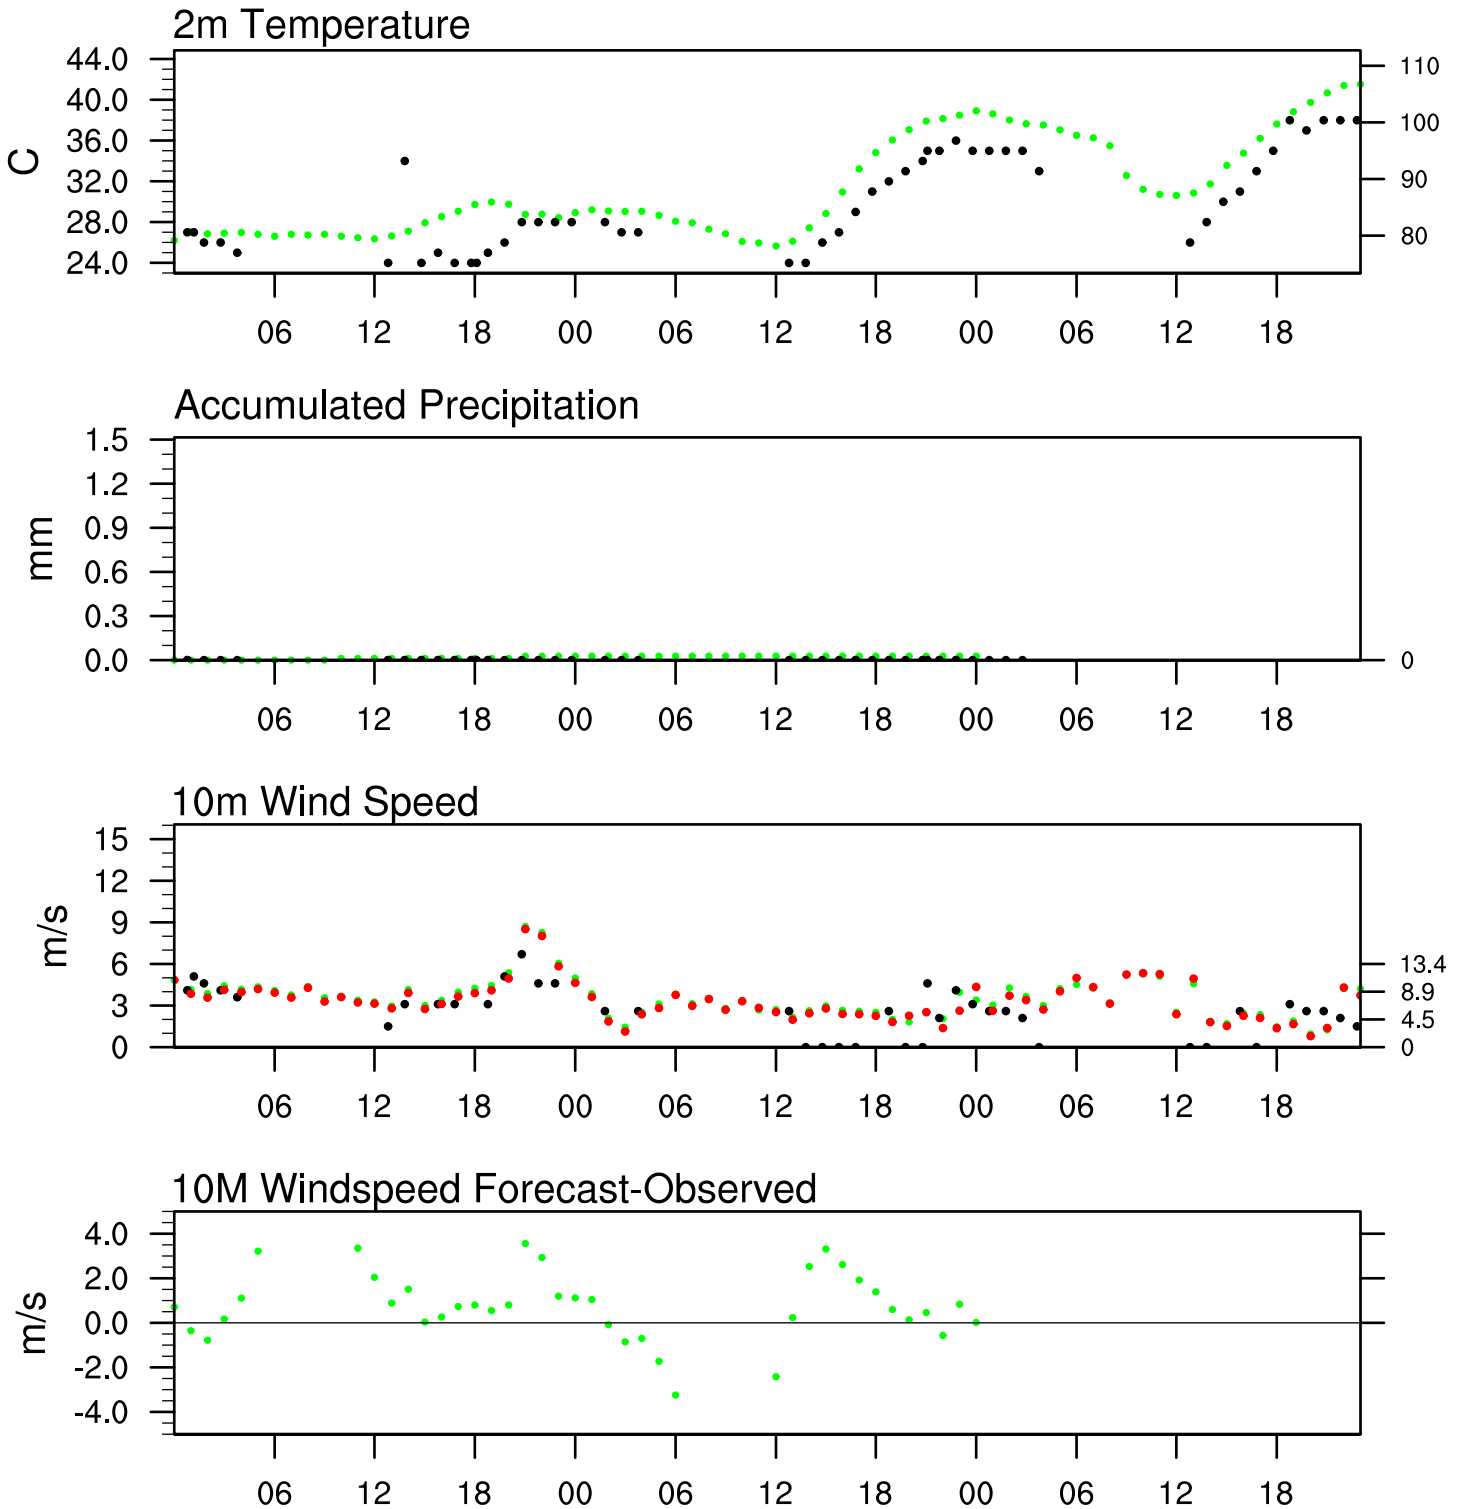 2m Temperature
44.0
40.0
36.0
32.0
28.0
24.0
C
110
100
90
80
06 12 18 00 06 12 18 00 06 12 18
Accumulated Precipitation
1.5
1.2
0.9
0.6
0.3
0.0
mm
0
06 12 18 00 06 12 18 00 06 12 18
10m Wind Speed
15
12
9
6
3
0
m/s
13.4
8.9
4.5
0
06 12 18 00 06 12 18 00 06 12 18
10M Windspeed Forecast-Observed
4.0
2.0
0.0
-2.0
-4.0
m/s
06 12 18 00 06 12 18 00 06 12 18